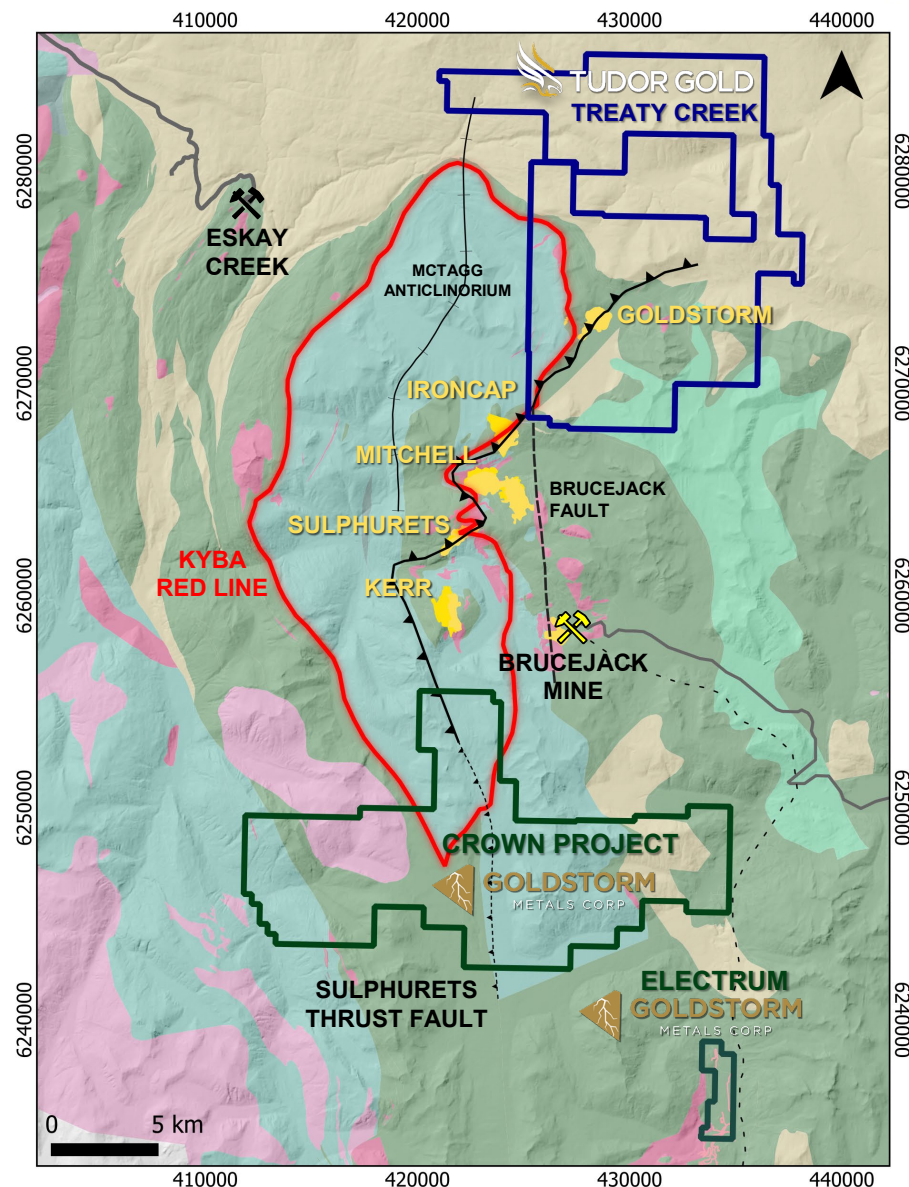 410000
420000
430000
440000
TUDOR GOLD
TREATY CREEK
6280000
6280000
ESKAY
CREEK
MCTAGG
ANTICLINORIUM
GOLDSTORM
6270000
6270000
IRONCAP
MITCHELL
BRUCEJACK
FAULT
SULPHURETS
KYBA
RED LINE
KERR
6260000
6260000
BRUCEJACK
MINE
6250000
6250000
CROWN PROJECT
GOLDSTORM
METALS CORP
SULPHURETS
THRUST FAULT
ELECTRUM
GOLDSTORM
METALS CORP
6240000
6240000
0 5 km
410000
420000
430000
440000